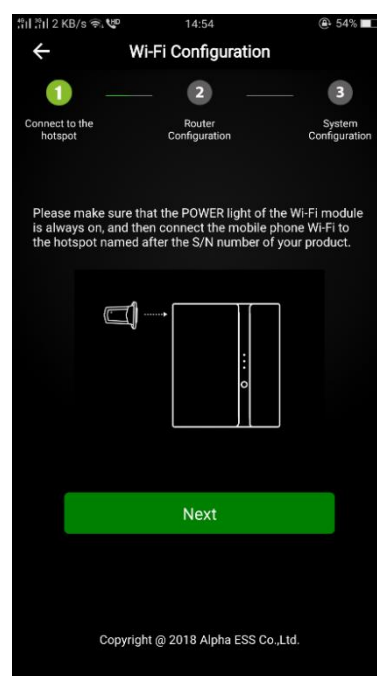 4G 3G 2 KB/s 14:54 54%
Wi-Fi Configuration
1 2 3
Connect to the hotspot
Router Configuration
System Configuration
Please make sure that the POWER light of the Wi-Fi module
is always on, and then connect the mobile phone Wi-Fi to
the hotspot named after the S/N number of your product.
Next
Copyright @ 2018 Alpha ESS Co.,Ltd.